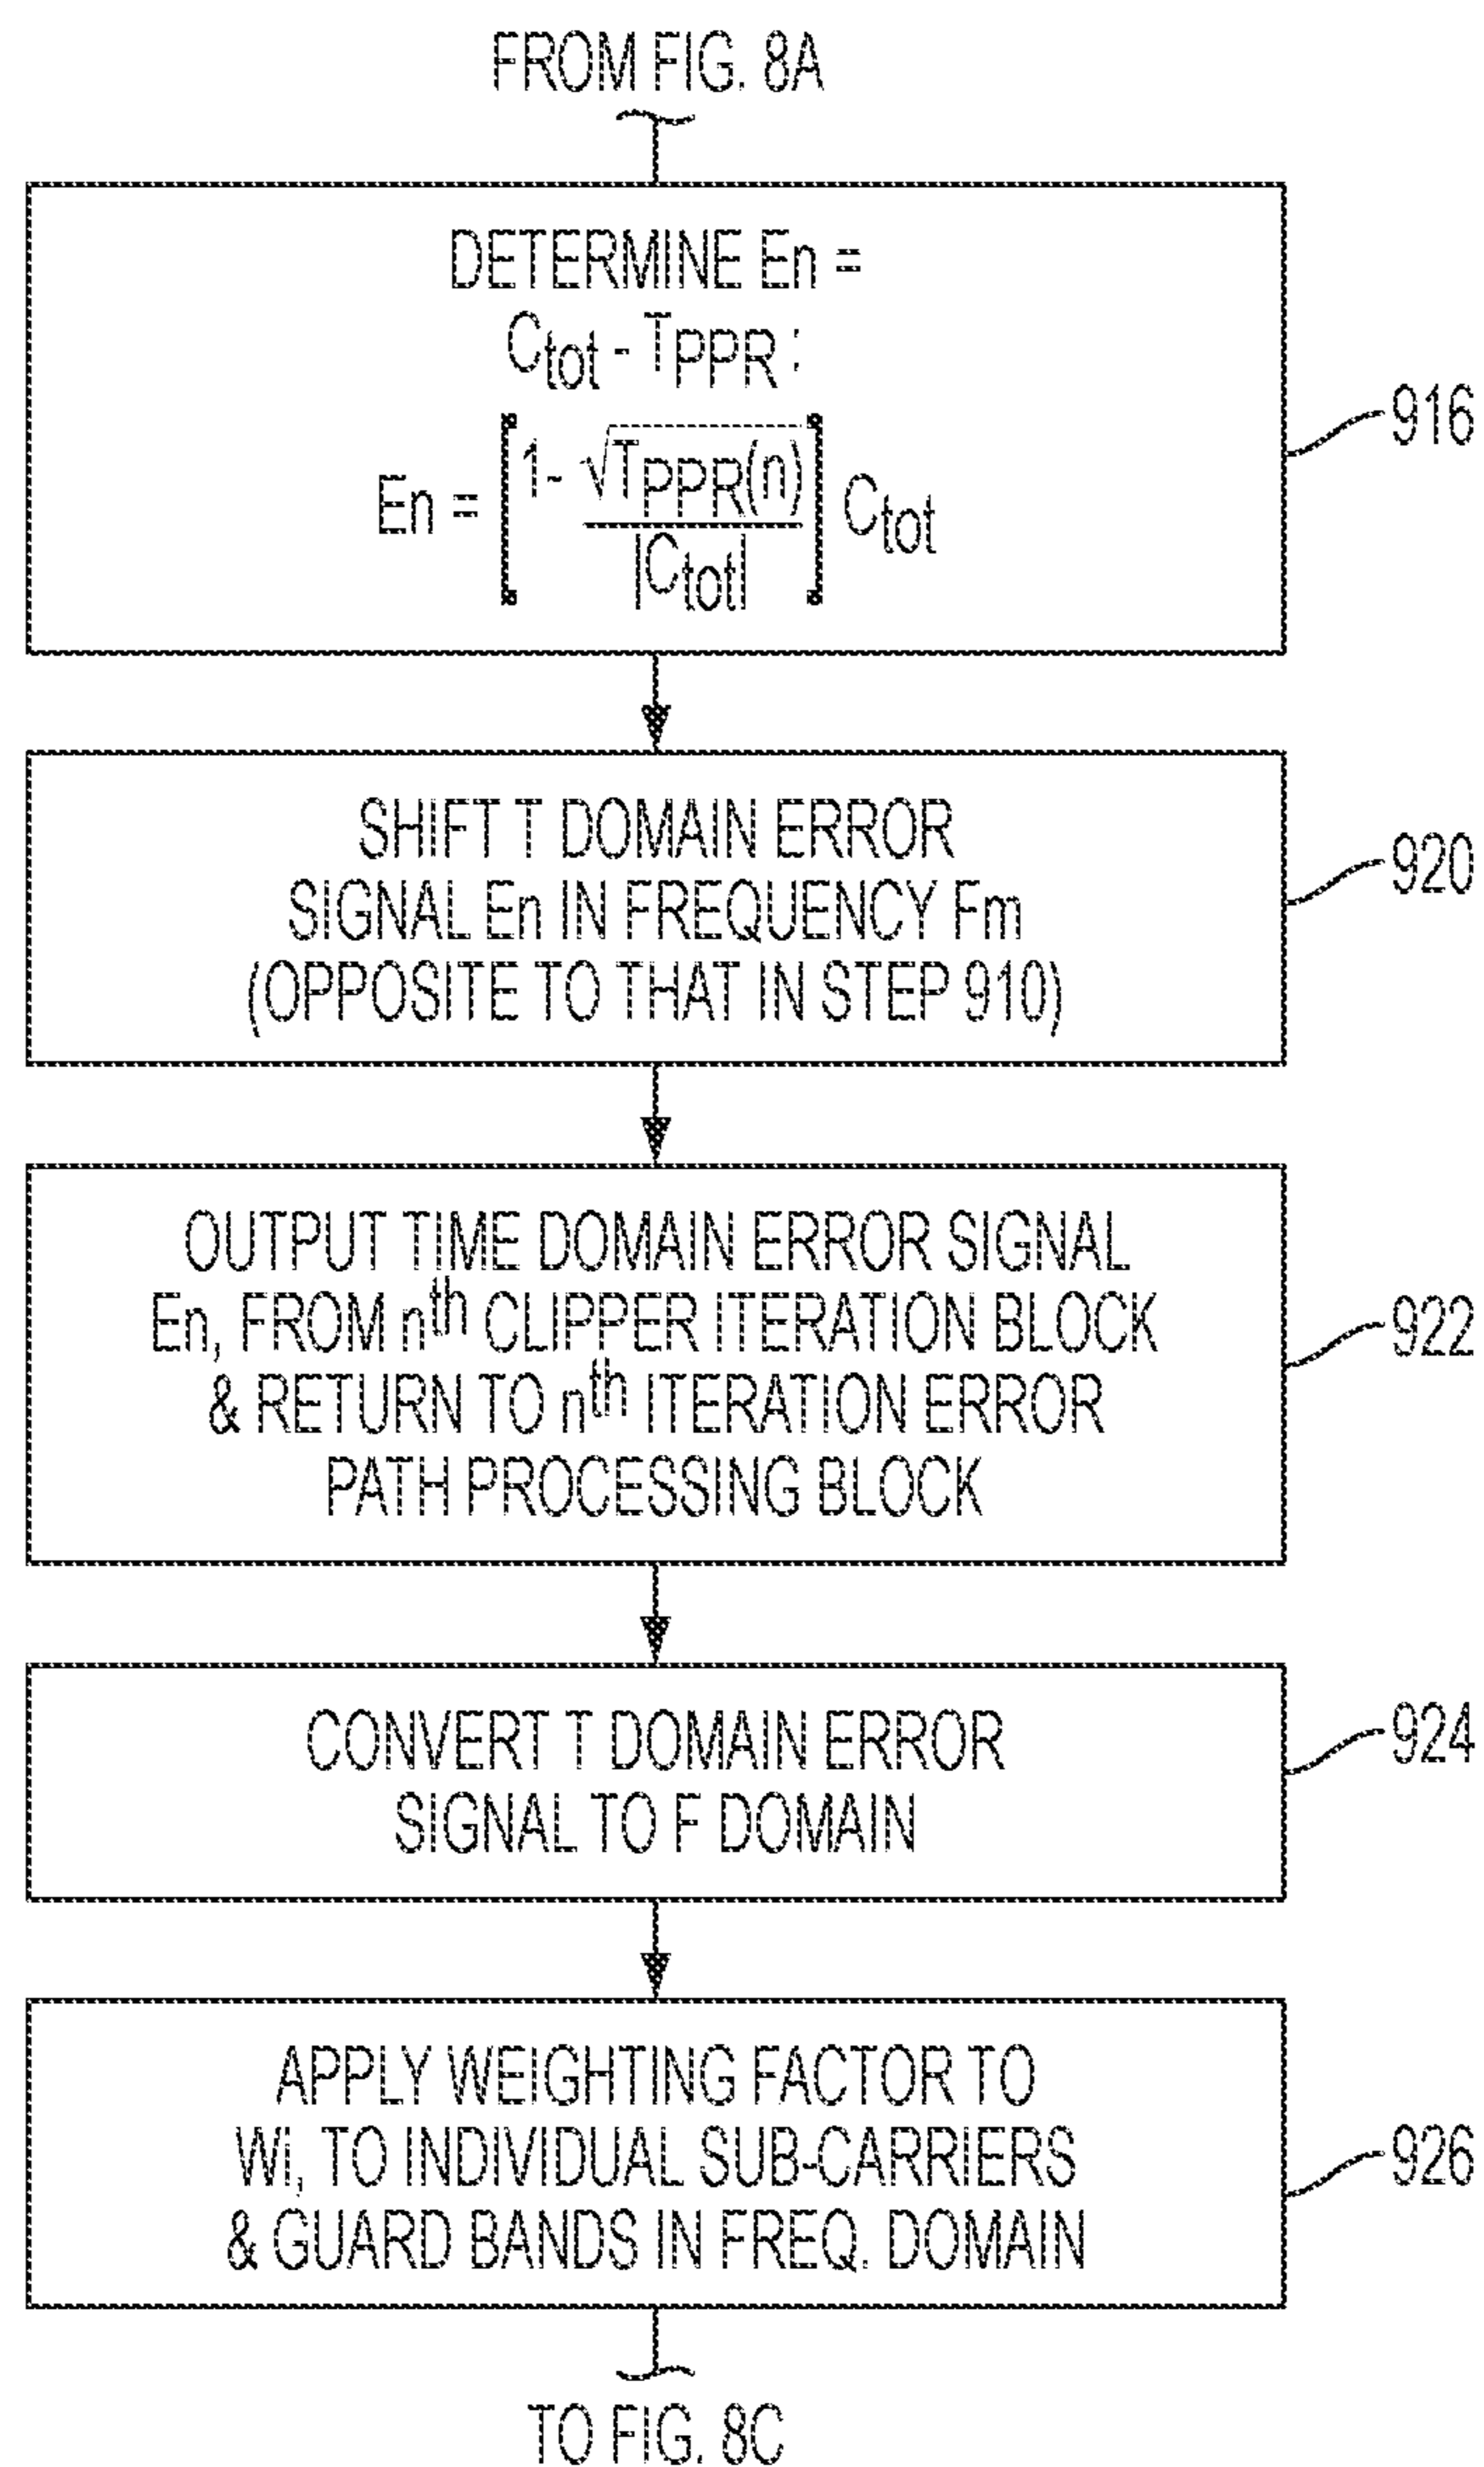 FROM FIG. 8A
DETERMINE En =
Ctot - TPPR :
En = [1- √TPPR(n) / |Ctot|] Ctot
916
SHIFT T DOMAIN ERROR
SIGNAL En IN FREQUENCY Fm
(OPPOSITE TO THAT IN STEP 910)
920
OUTPUT TIME DOMAIN ERROR SIGNAL
En, FROM nth CLIPPER ITERATION BLOCK
& RETURN TO nth ITERATION ERROR
PATH PROCESSING BLOCK
922
CONVERT T DOMAIN ERROR
SIGNAL TO F DOMAIN
924
APPLY WEIGHTING FACTOR TO
Wi, TO INDIVIDUAL SUB-CARRIERS
& GUARD BANDS IN FREQ. DOMAIN
926
TO FIG. 8C